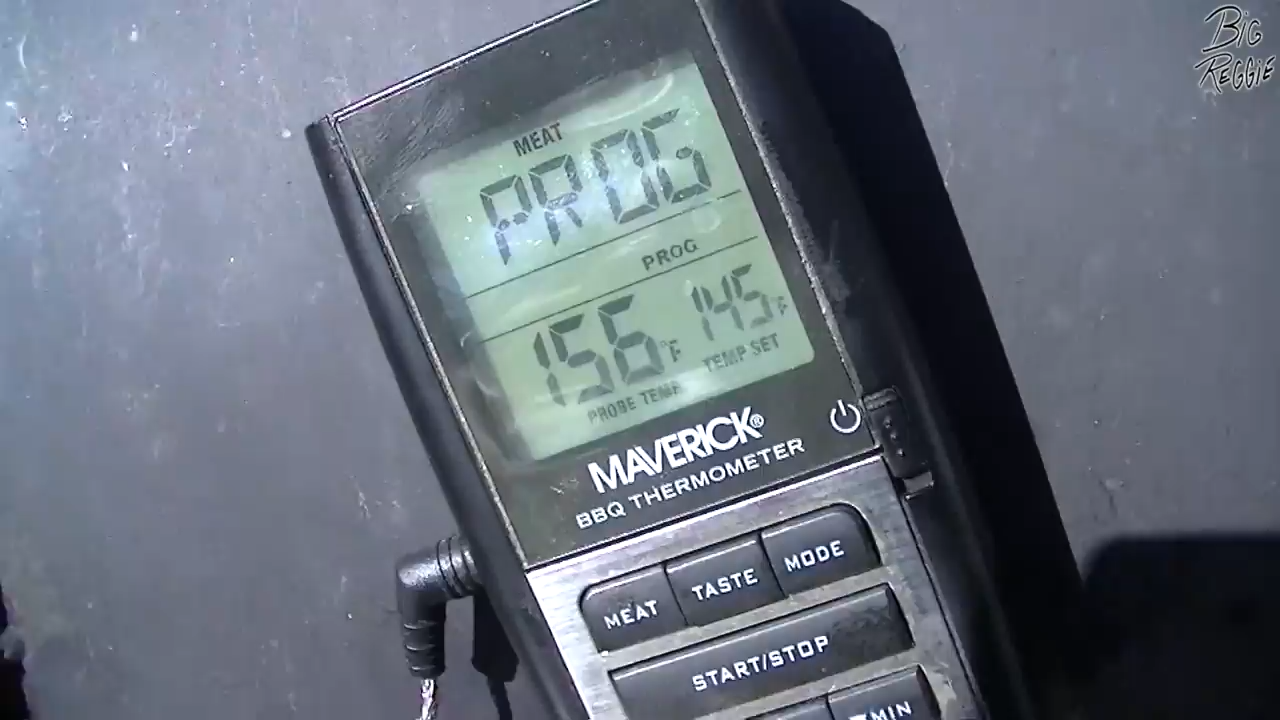 BIG
REGGIE
MEAT
PROG
PROG
156°F 145°F
PROBE TEMP TEMP SET
MAVERICK®
BBQ THERMOMETER
MEAT TASTE MODE
START/STOP
MIN